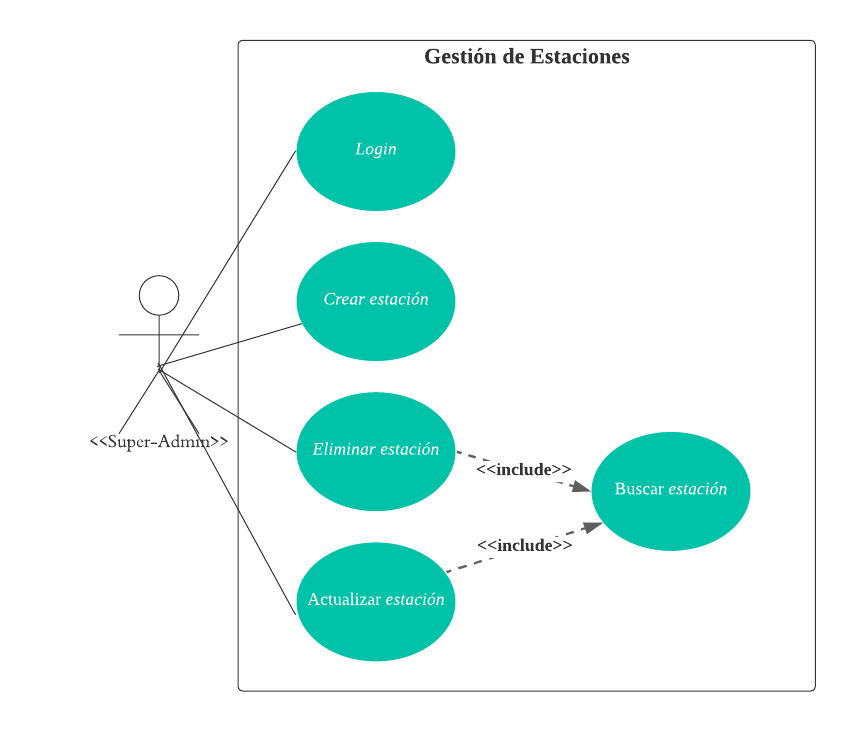 Gestión de Estaciones
Login
Crear estación
<<Super-Admin>>
Eliminar estación
<<include>>
Buscar estación
<<include>>
Actualizar estación